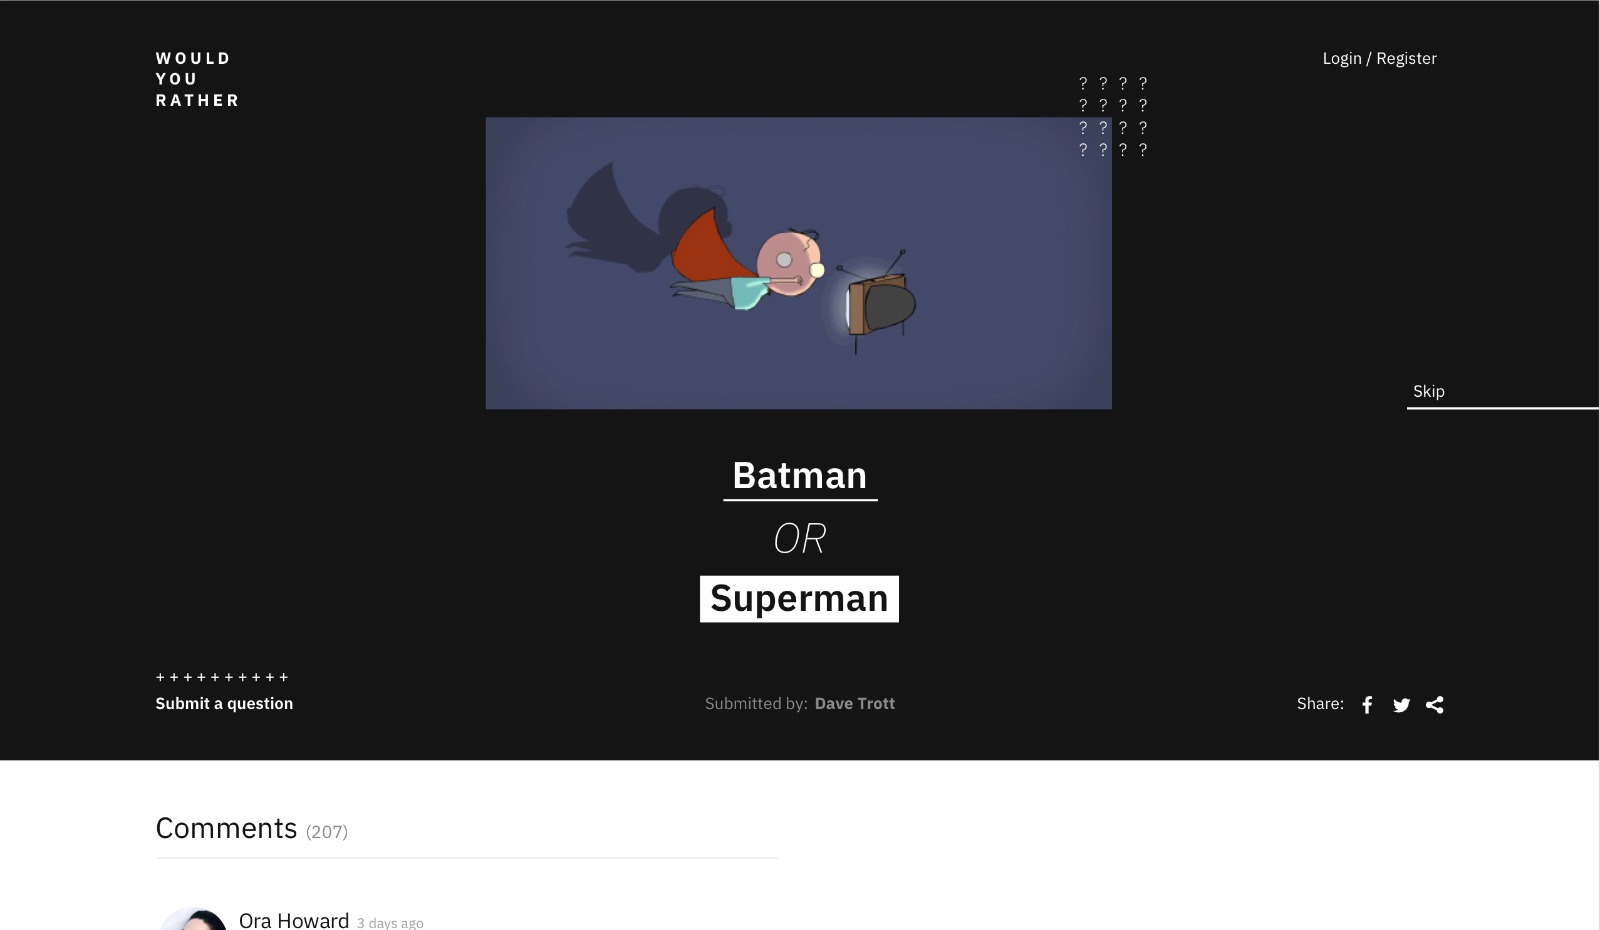 WOULD
YOU
RATHER
Login / Register
? ? ? ?
? ? ? ?
? ? ? ?
? ? ? ?
Skip
Batman
OR
Superman
+ + + + + + + + + +
Submit a question
Submitted by: Dave Trott
Share:
Comments (207)
Ora Howard 3 days ago